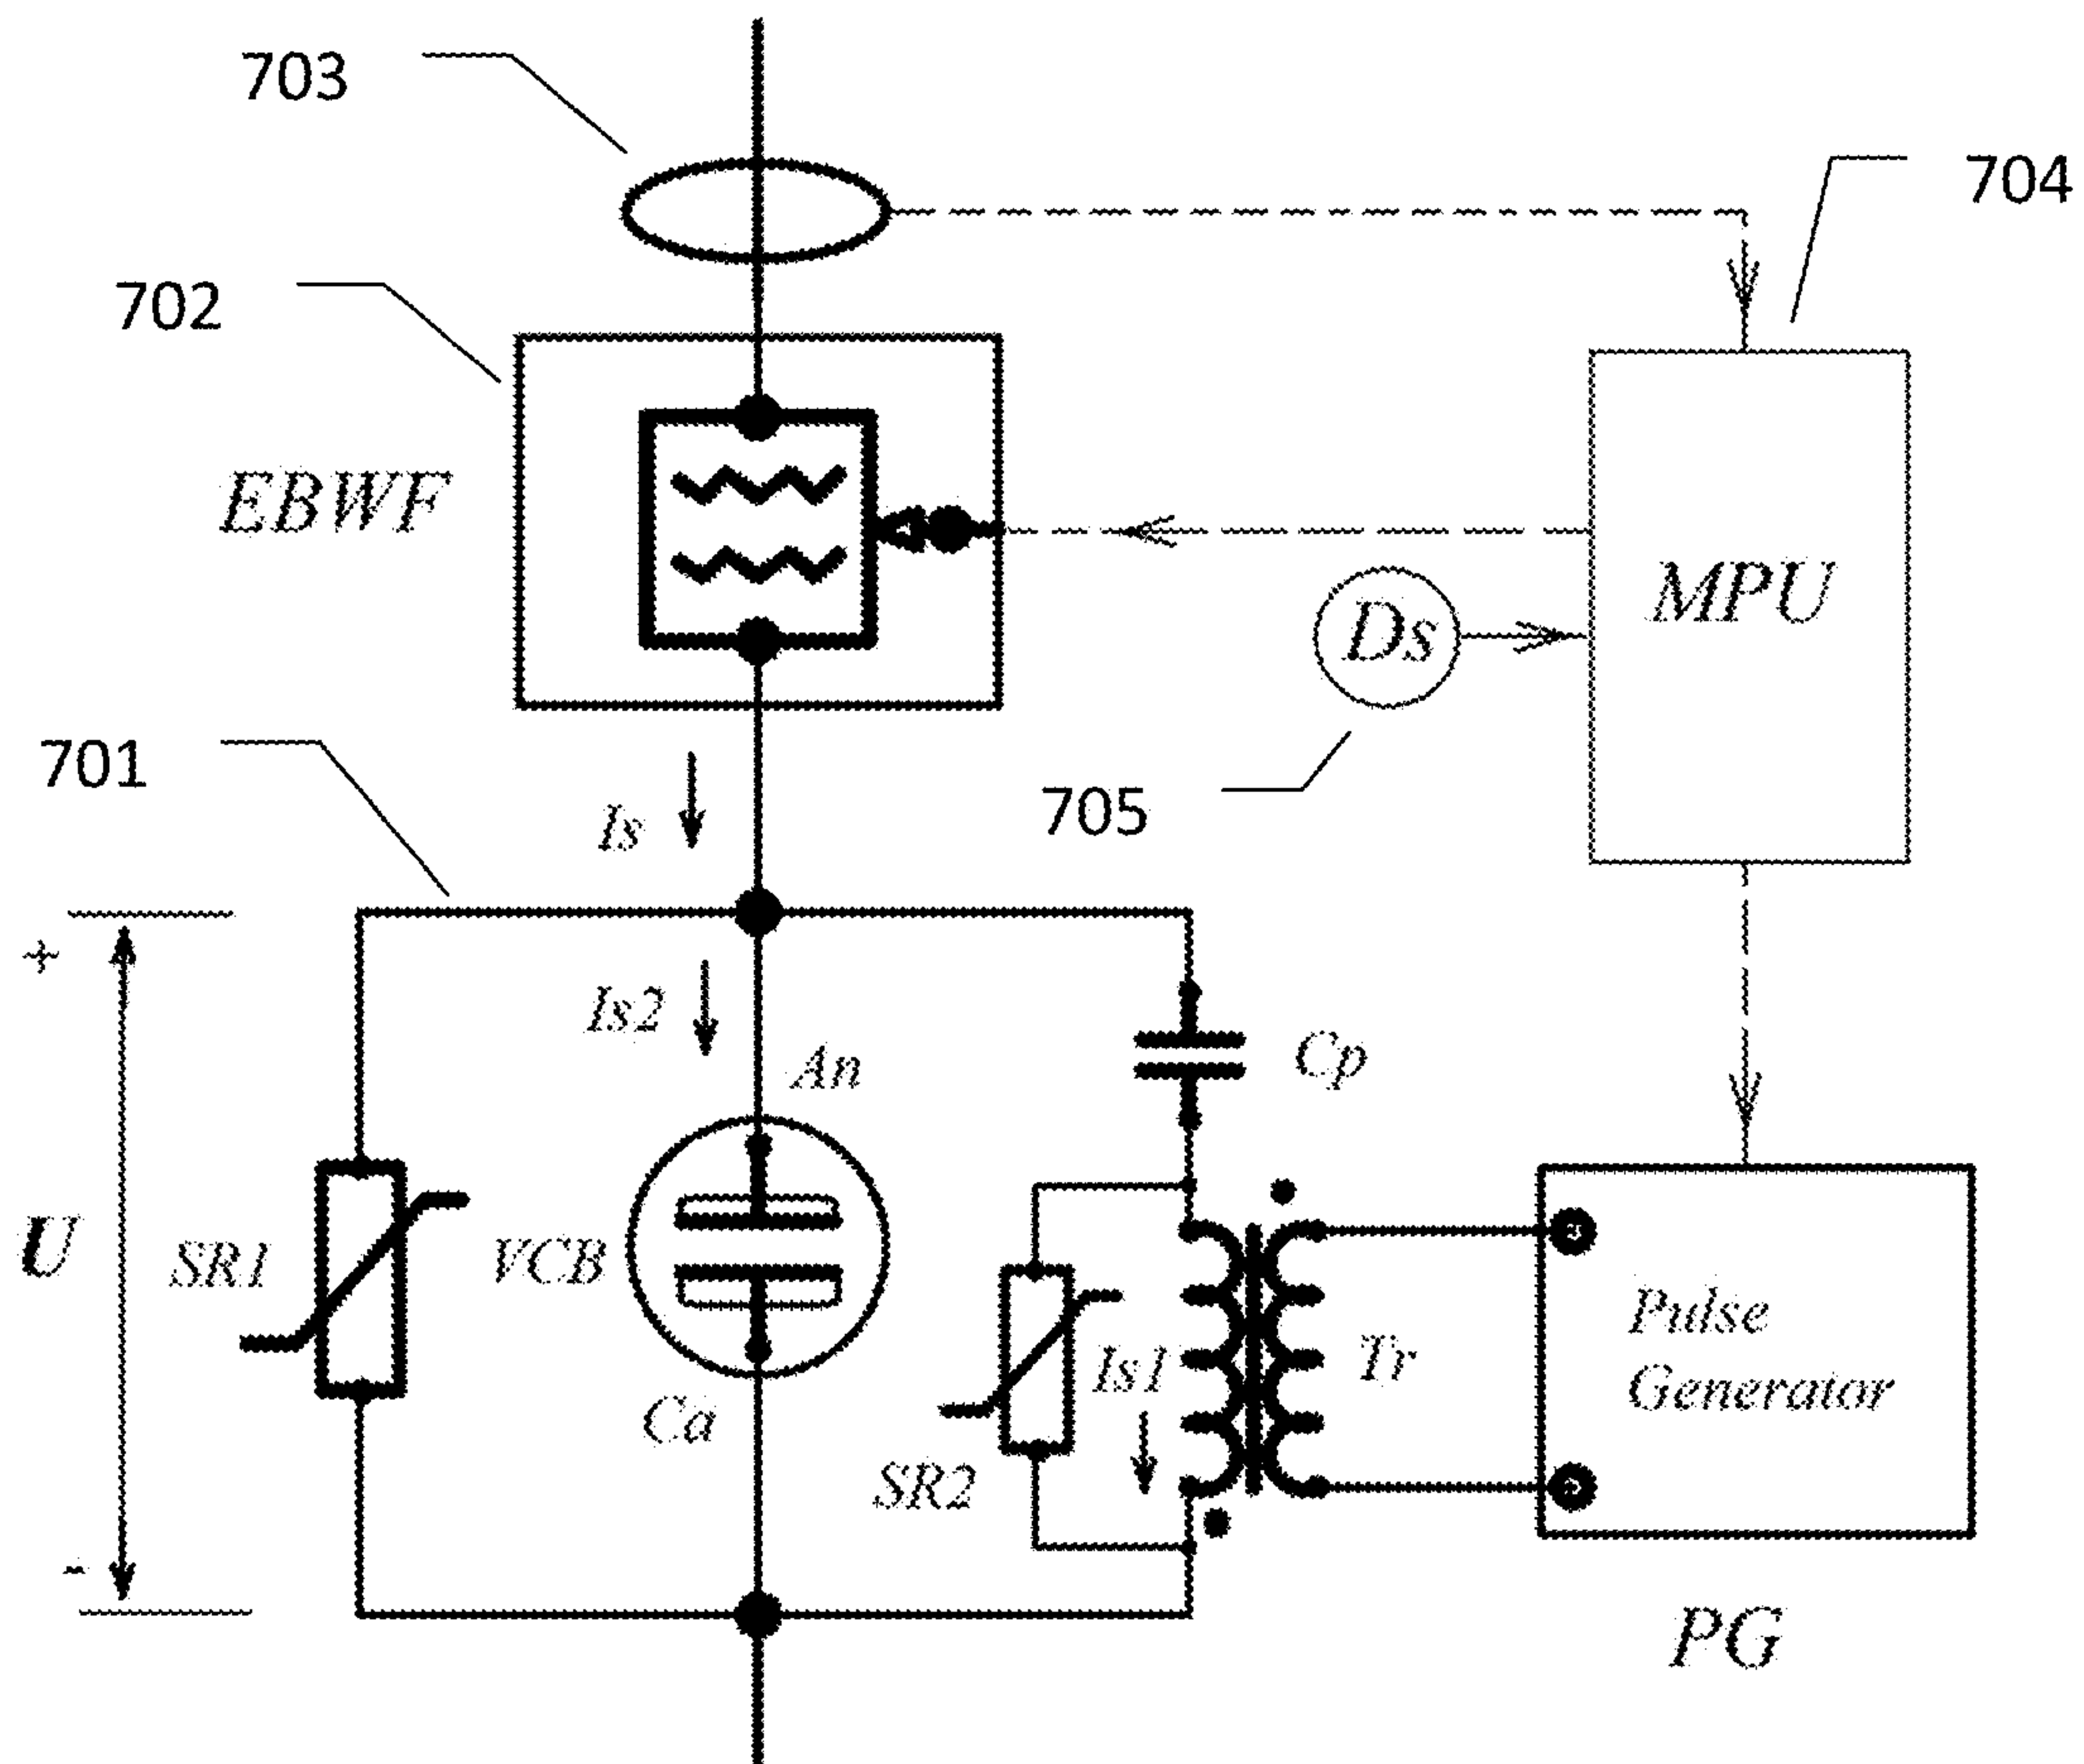 703
704
702
EBWF
MPU
Ds
701
705
Is
+
Is2
An
Cp
U
SR1
VCB
Is1
Tr
Pulse
Generator
Ca
SR2
-
PG